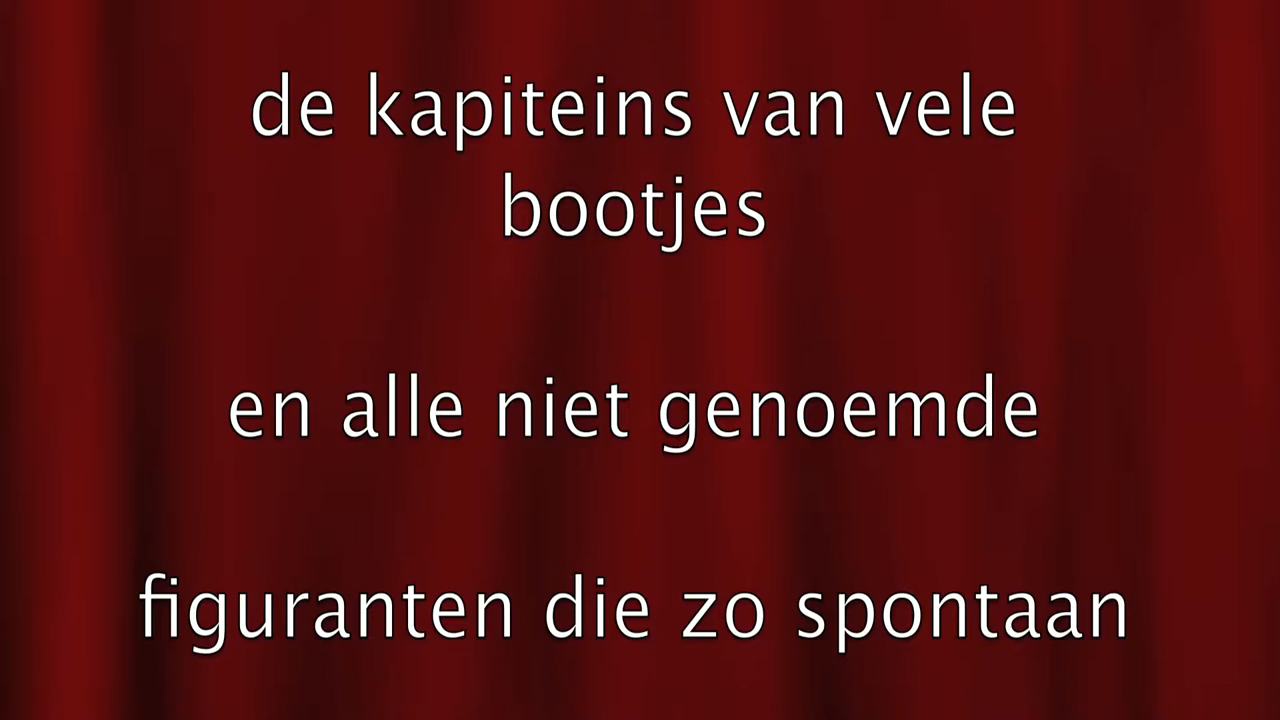 de kapiteins van vele
bootjes
en alle niet genoemde
figuranten die zo spontaan